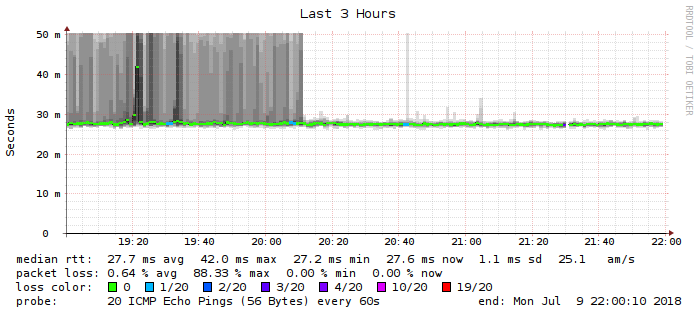 Last 3 Hours
RRDTOOL / TOBI OETIKER
Seconds
50 m
40 m
30 m
20 m
10 m
0
19:20 19:40 20:00 20:20 20:40 21:00 21:20 21:40 22:00
median rtt: 27.7 ms avg 42.0 ms max 27.2 ms min 27.6 ms now 1.1 ms sd 25.1 am/s
packet loss: 0.64 % avg 88.33 % max 0.00 % min 0.00 % now
loss color: 0 1/20 2/20 3/20 4/20 10/20 19/20
probe: 20 ICMP Echo Pings (56 Bytes) every 60s end: Mon Jul 9 22:00:10 2018